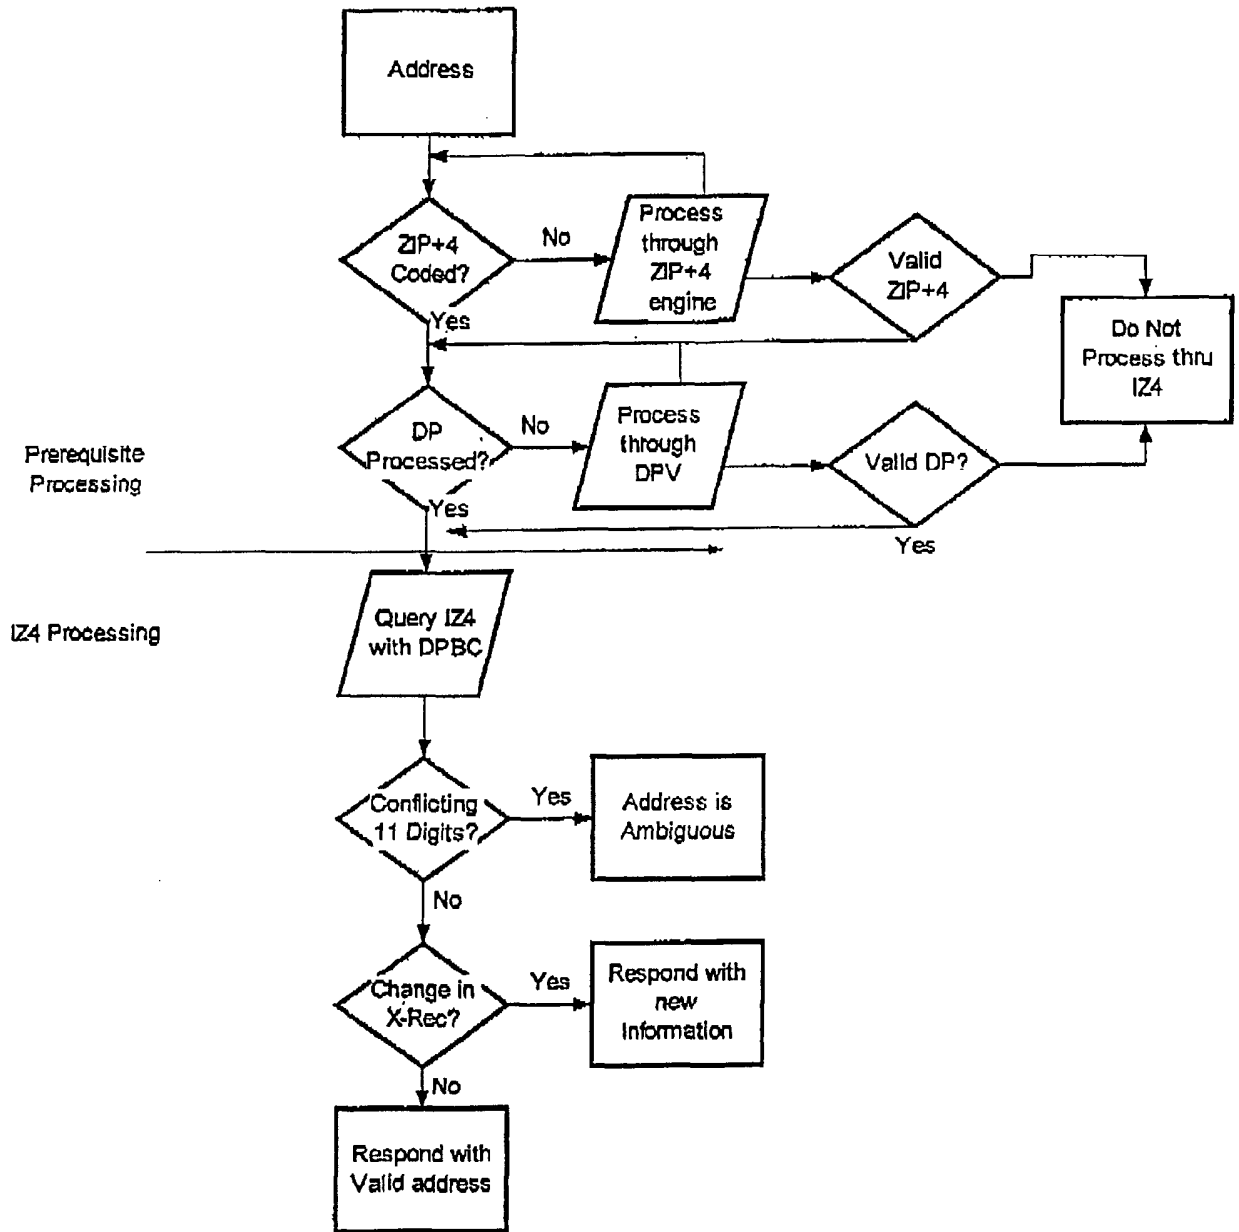 Address
ZIP+4
Coded?
No
Process
through
ZIP+4
engine
Valid
ZIP+4
Yes
Do Not
Process thru
IZ4
DP
Processed?
No
Process
through
DPV
Valid DP?
Prerequisite
Processing
Yes
Yes
Query IZ4
with DPBC
IZ4 Processing
Conflicting
11 Digits?
Yes
Address is
Ambiguous
No
Change in
X-Rec?
Yes
Respond with
new
Information
No
Respond with
Valid address